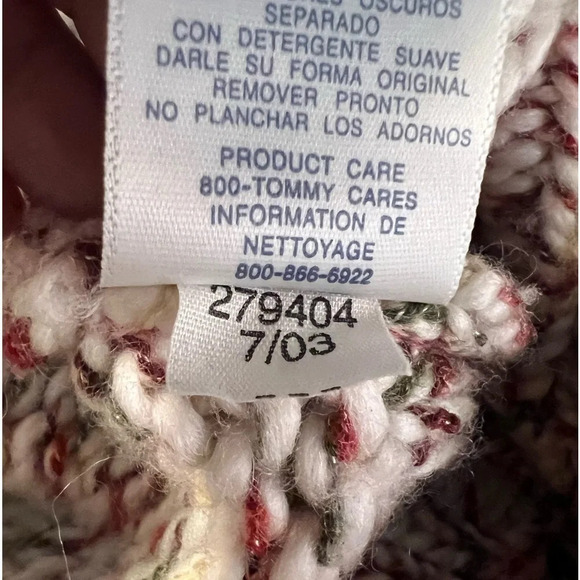 OSCUROS
SEPARADO
CON DETERGENTE SUAVE
DARLE SU FORMA ORIGINAL
REMOVER PRONTO
NO PLANCHAR LOS ADORNOS
PRODUCT CARE
800-TOMMY CARES
INFORMATION DE
NETTOYAGE
800-866-6922
279404
7/03